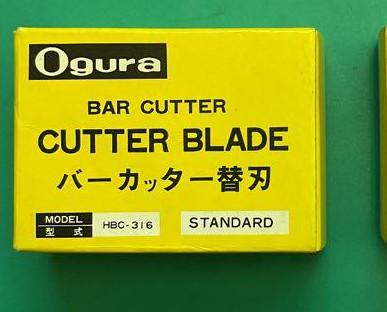 Ogura
BAR CUTTER
CUTTER BLADE
バーカッター替刃
MODEL
型式
HBC-316
STANDARD